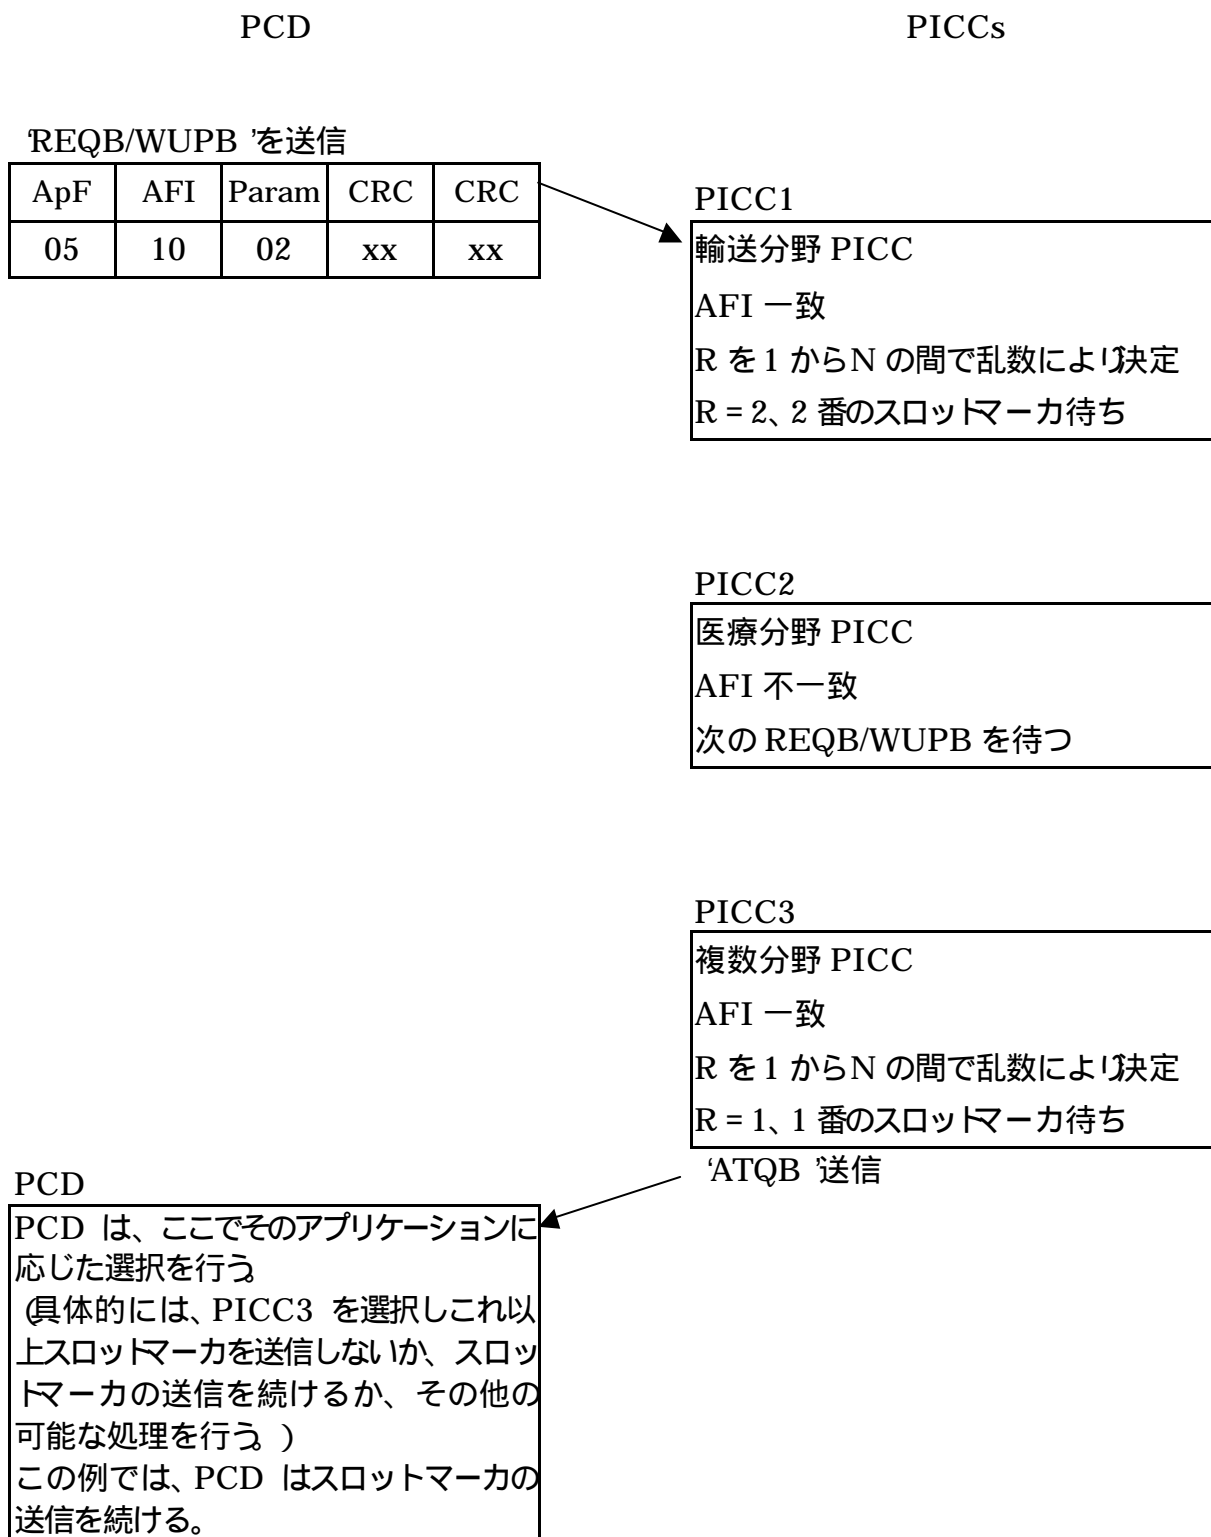 PCD PICCs
‘REQB/WUPB ’を送信
ApF AFI Param CRC CRC
05 10 02 xx xx
PICC1
輸送分野 PICC
AFI 一致
R を 1 から N の間で乱数により決定
R = 2、2 番のスロットマーカ待ち
PICC2
医療分野 PICC
AFI 不一致
次の REQB/WUPB を待つ
PICC3
複数分野 PICC
AFI 一致
R を 1 から N の間で乱数により決定
R = 1、1 番のスロットマーカ待ち
‘ATQB ’送信
PCD
PCD は、ここでそのアプリケーションに
応じた選択を行う。
(具体的には、PICC3 を選択しこれ以
上スロットマーカを送信しないか、スロッ
トマーカの送信を続けるか、その他の
可能な処理を行う。)
この例では、PCD はスロットマーカの
送信を続ける。